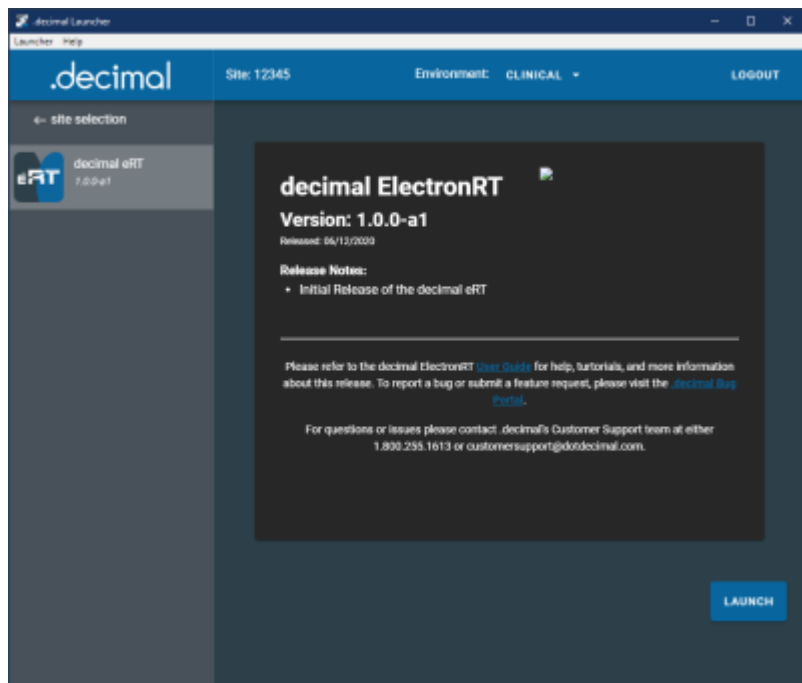 .decimal Launcher
Launcher Help
.decimal
Site: 12345
Environment: CLINICAL
LOGOUT
← site selection
eRT
decimal eRT
1.0.0-a1
decimal ElectronRT
Version: 1.0.0-a1
Released: 06/12/2020
Release Notes:
• Initial Release of the decimal eRT
Please refer to the decimal ElectronRT User Guide for help, turtorials, and more information
about this release. To report a bug or submit a feature request, please visit the .decimal Bug
Portal.
For questions or issues please contact .decimal's Customer Support team at either
1.800.255.1613 or customersupport@dotdecimal.com.
LAUNCH